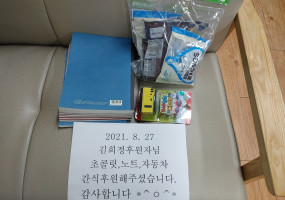 2021. 8. 27
김희정후원자님
초콜릿,노트,자동차
간식후원해주셨습니다.
감사합니다 *^ㅇ^*